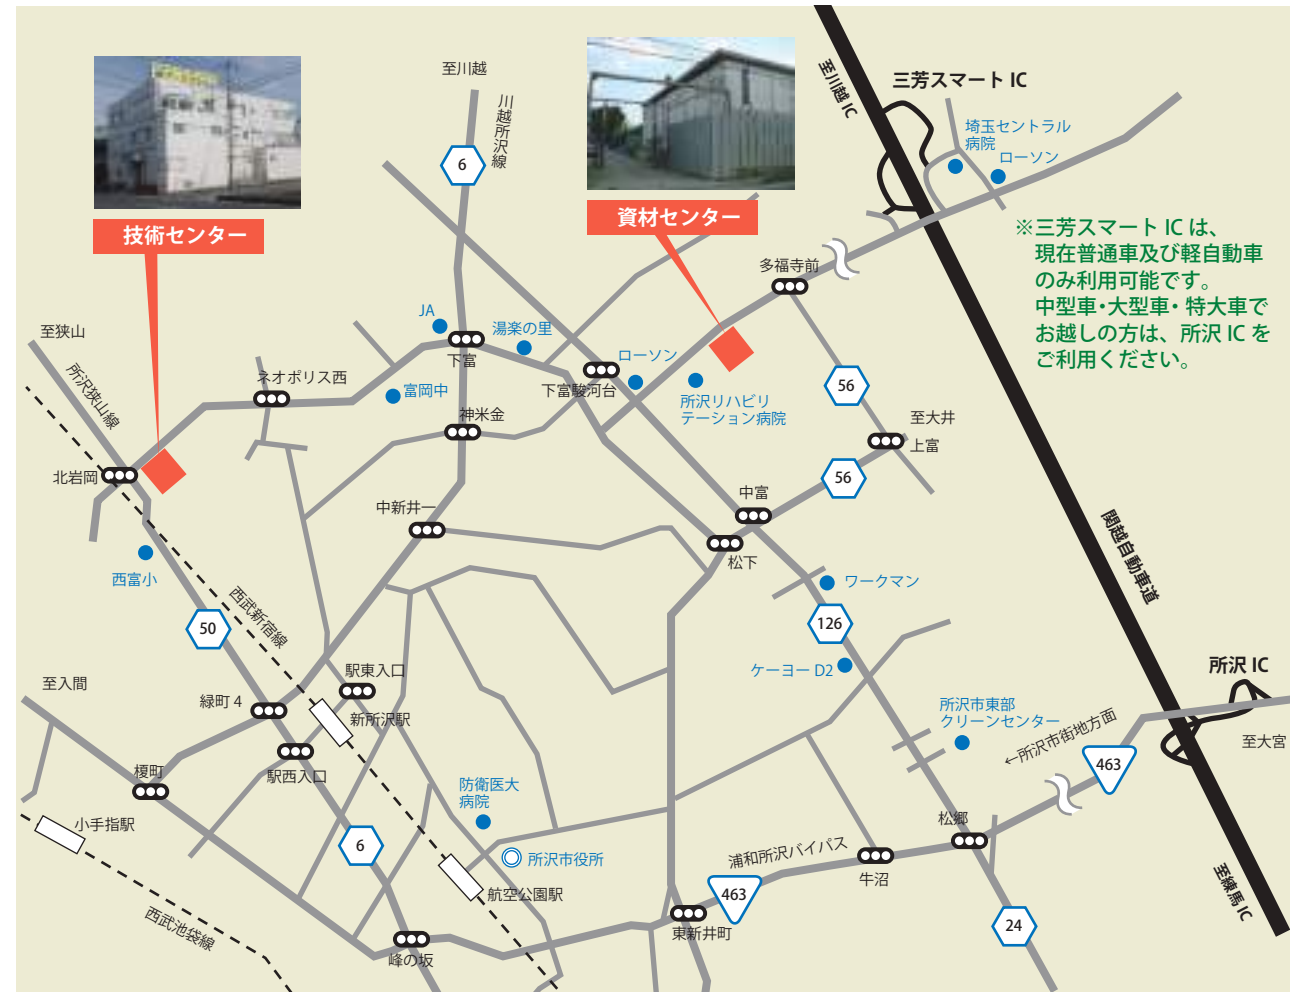 至川越
川越所沢線
6
至川越 IC
三芳スマート IC
埼玉セントラル
病院
ローソン
技術センター
資材センター
※三芳スマート IC は、
現在普通車及び軽自動車
のみ利用可能です。
中型車・大型車・特大車で
お越しの方は、所沢 IC を
ご利用ください。
多福寺前
至狭山
所沢狭山線
JA
湯楽の里
下富
ローソン
下富駿河台
ネオポリス西
富岡中
所沢リハビリ
テーション病院
56
神米金
至大井
上富
北岩岡
56
中富
中新井一
松下
関越自動車道
西富小
ワークマン
西武新宿線
50
126
ケーヨー D2
所沢 IC
駅東入口
至入間
緑町 4
新所沢駅
所沢市東部
クリーンセンター
←所沢市街地方面
至大宮
463
駅西入口
榎町
防衛医大
病院
小手指駅
松郷
6
浦和所沢バイパス
所沢市役所
牛沼
航空公園駅
463
至練馬 IC
西武池袋線
東新井町
24
峰の坂